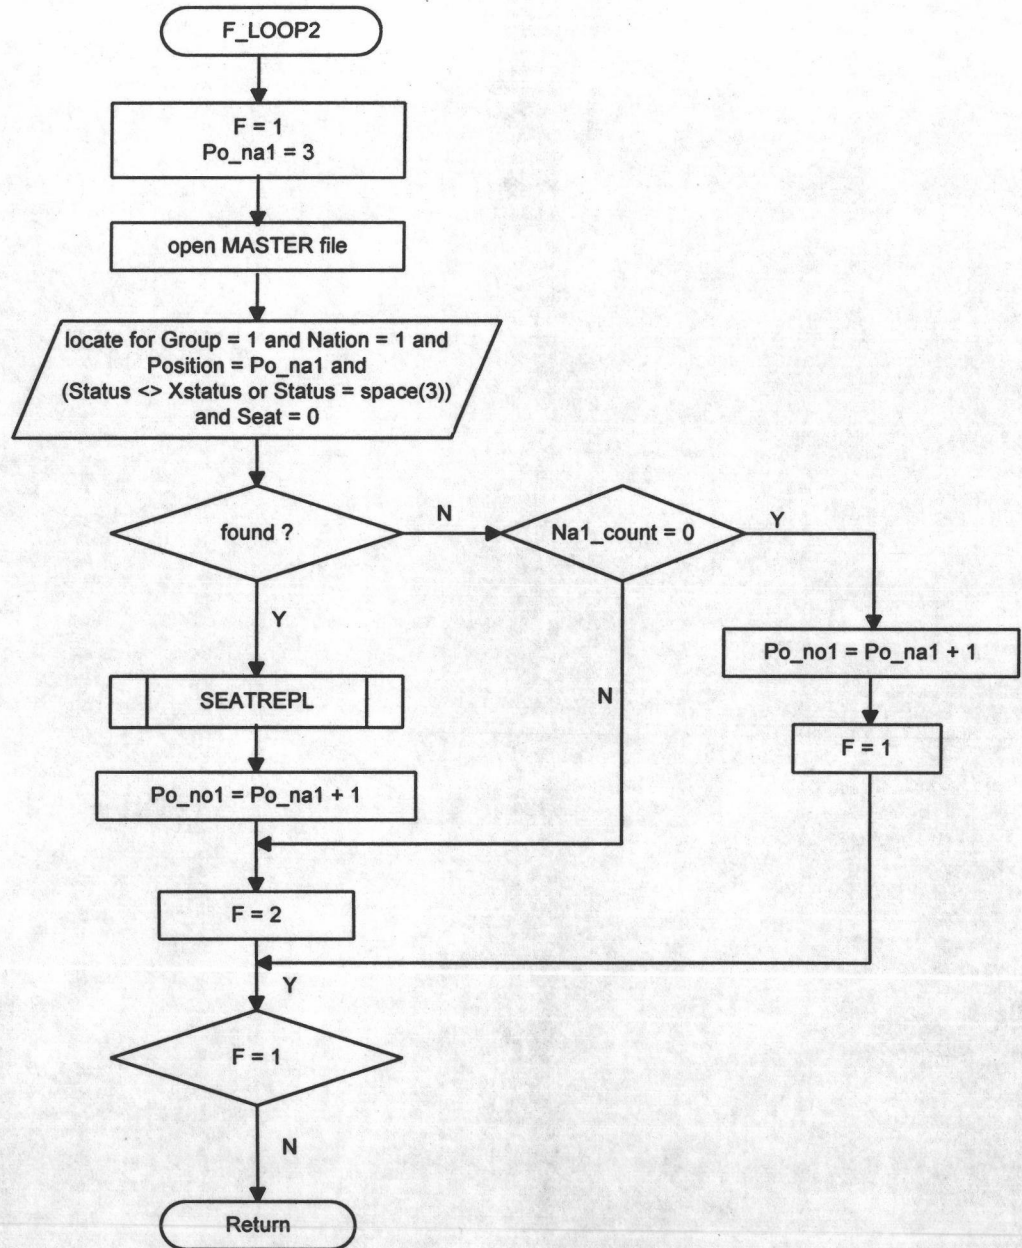 F_LOOP2
F = 1
Po_na1 = 3
open MASTER file
locate for Group = 1 and Nation = 1 and
Position = Po_na1 and
(Status <> Xstatus or Status = space(3))
and Seat = 0
found ?
N
Na1_count = 0
Y
Y
N
Po_no1 = Po_na1 + 1
SEATREPL
F = 1
Po_no1 = Po_na1 + 1
F = 2
Y
F = 1
N
Return